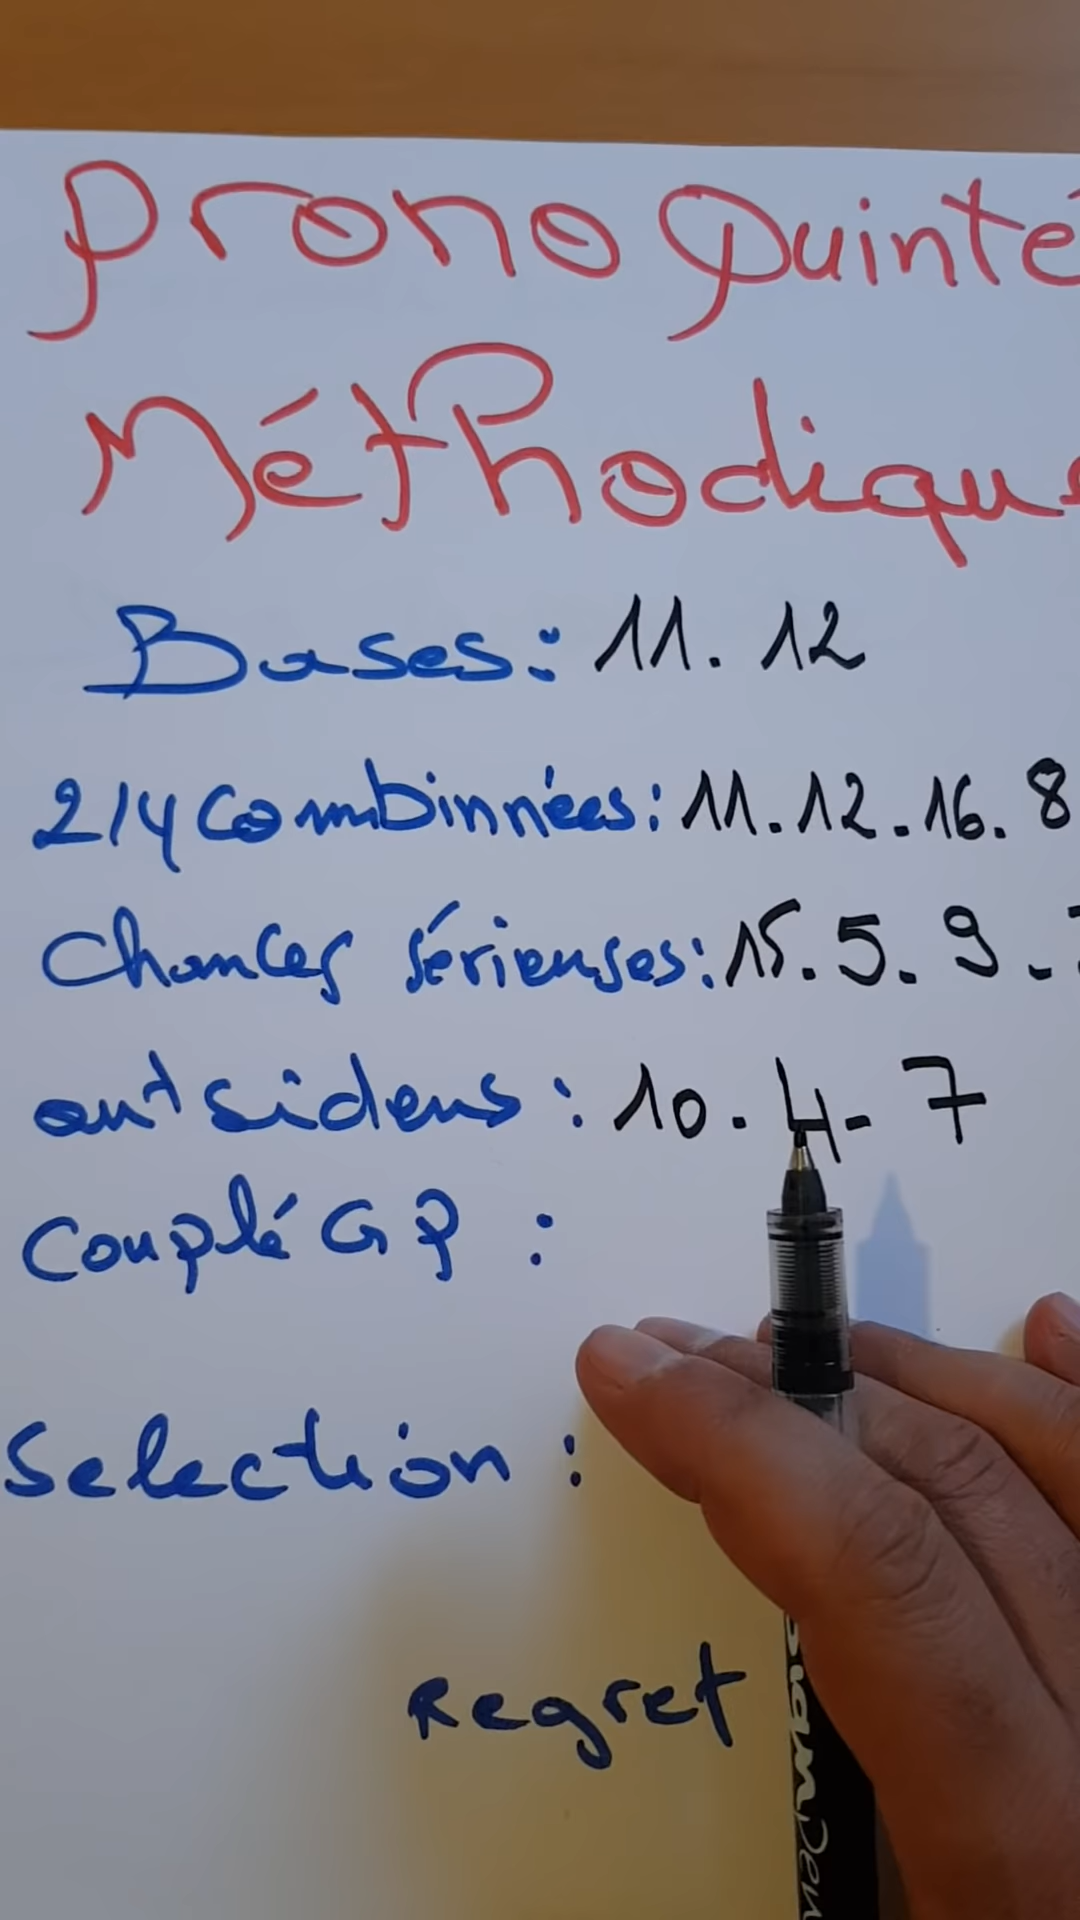 Prono Quinté
Méthodique
Bases: 11. 12
2/4 Combinnées: 11. 12. 16. 8
Chances sérieuses: 15. 5. 9.
outsiders: 10. 4- 7
Couplé G P :
Selection :
Regret